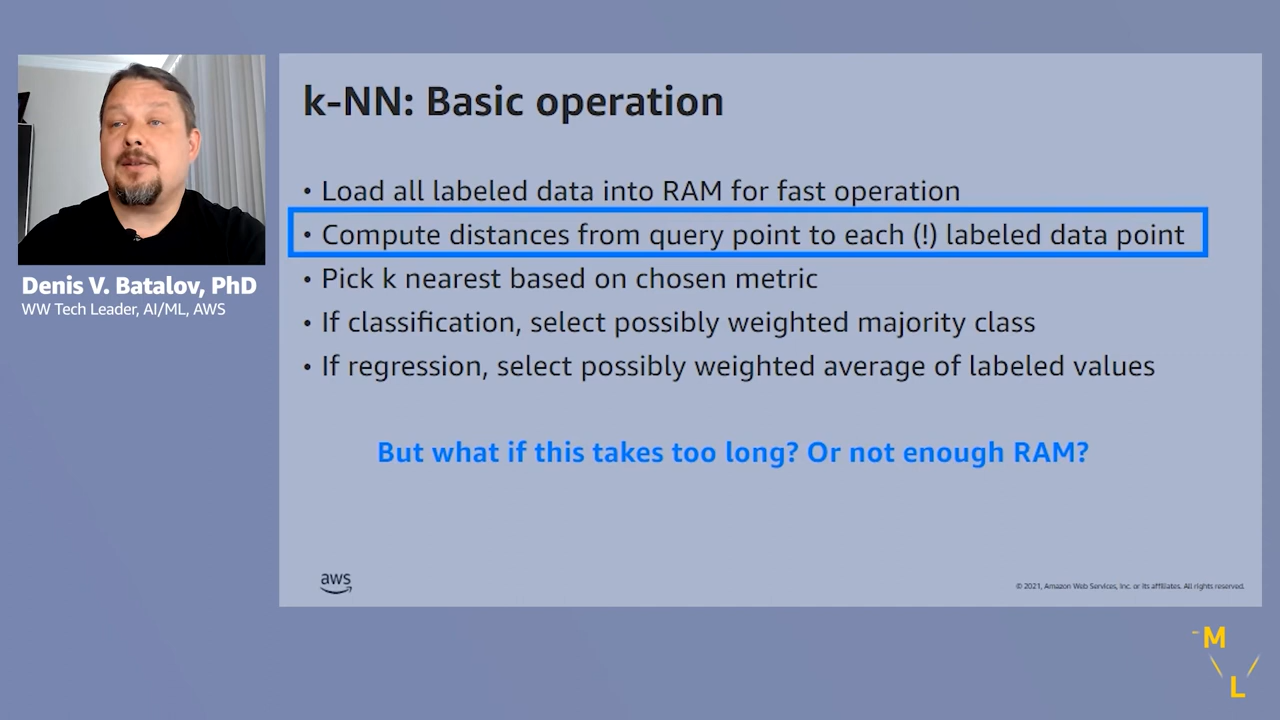 k-NN: Basic operation
• Load all labeled data into RAM for fast operation
• Compute distances from query point to each (!) labeled data point
• Pick k nearest based on chosen metric
• If classification, select possibly weighted majority class
• If regression, select possibly weighted average of labeled values
But what if this takes too long? Or not enough RAM?
Denis V. Batalov, PhD
WW Tech Leader, AI/ML, AWS
aws
© 2021, Amazon Web Services, Inc. or its affiliates. All rights reserved.
M
L